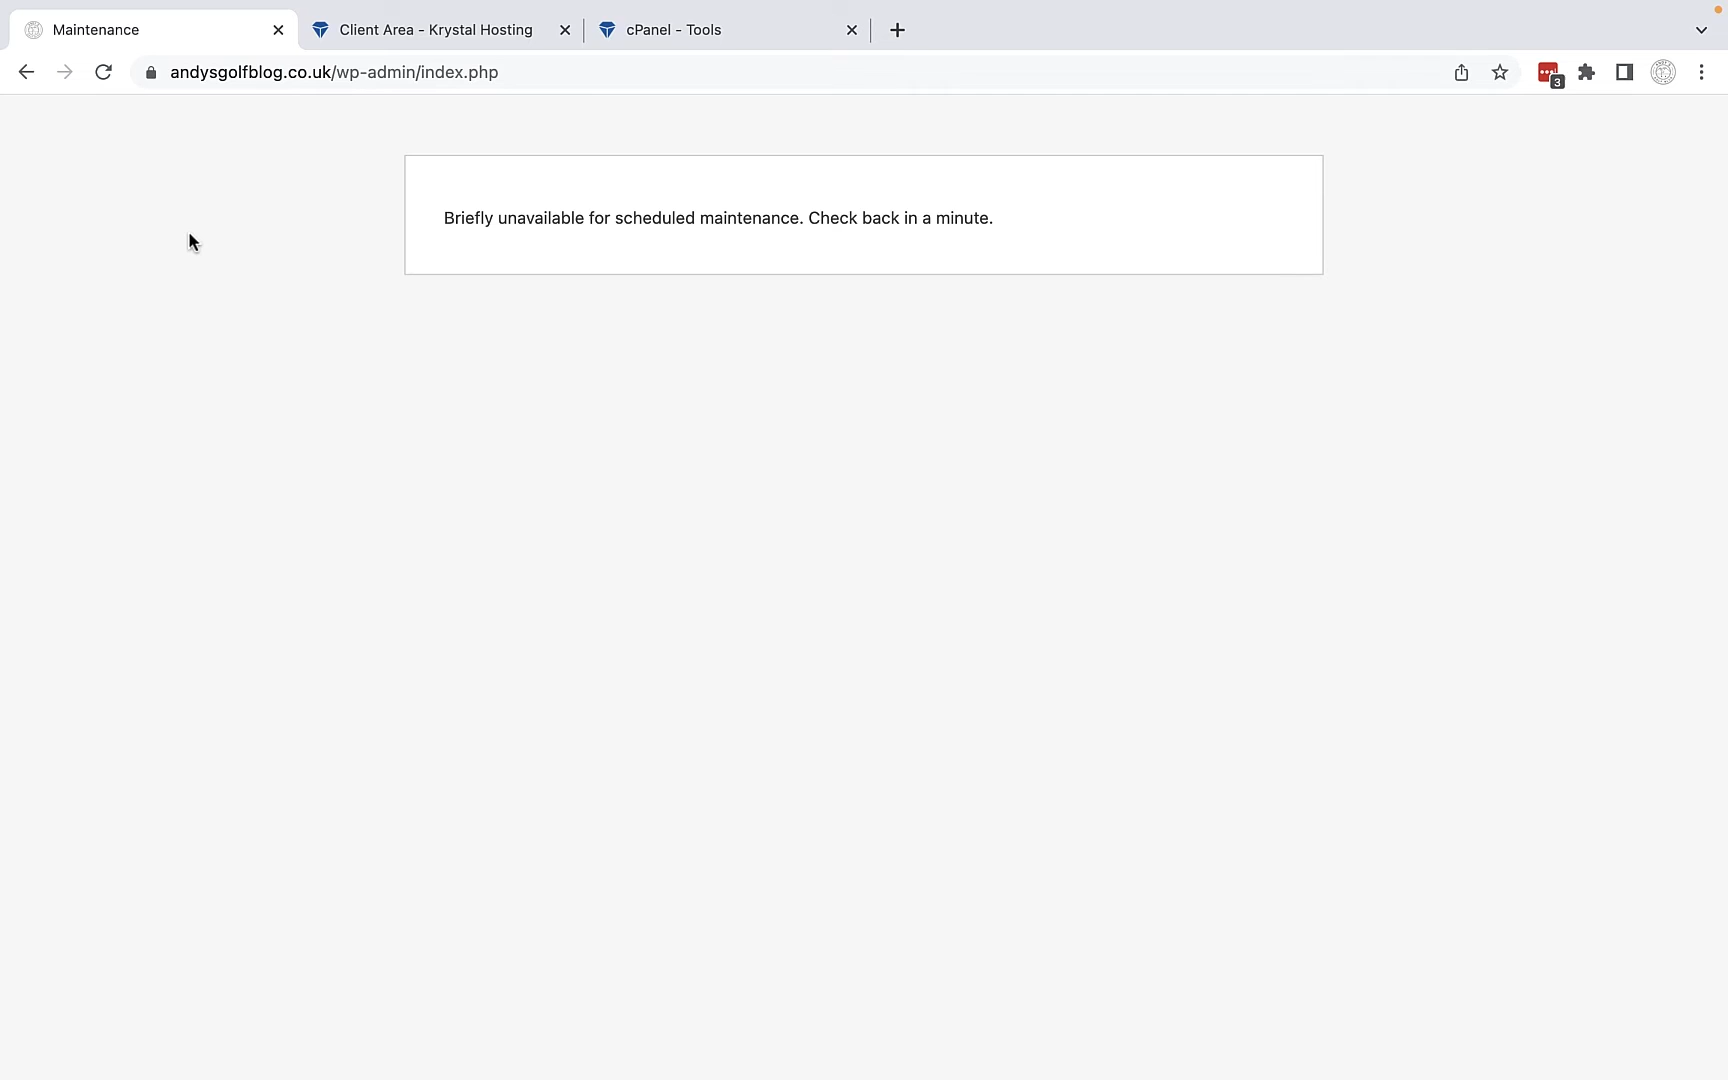 Maintenance
Client Area - Krystal Hosting
cPanel - Tools
andysgolfblog.co.uk/wp-admin/index.php
3
Briefly unavailable for scheduled maintenance. Check back in a minute.